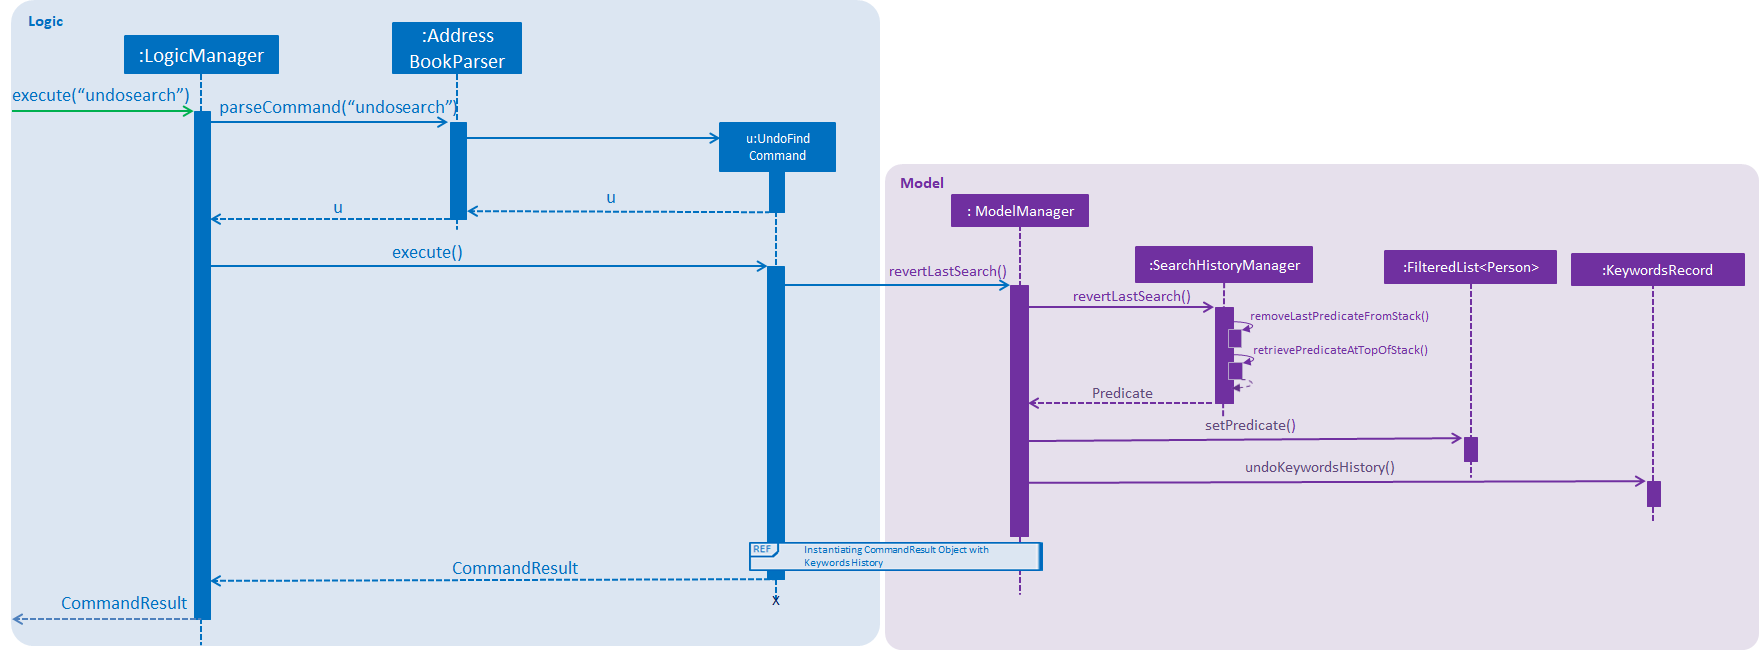 Logic
:LogicManager
:Address
BookParser
execute(“undosearch”)
parseCommand(“undosearch”)
u:UndoFind
Command
u
u
execute()
Model
: ModelManager
:SearchHistoryManager
:FilteredList<Person>
:KeywordsRecord
revertLastSearch()
revertLastSearch()
removeLastPredicateFromStack()
retrievePredicateAtTopOfStack()
Predicate
setPredicate()
undoKeywordsHistory()
REF
Instantiating CommandResult Object with
Keywords History
CommandResult
X
CommandResult